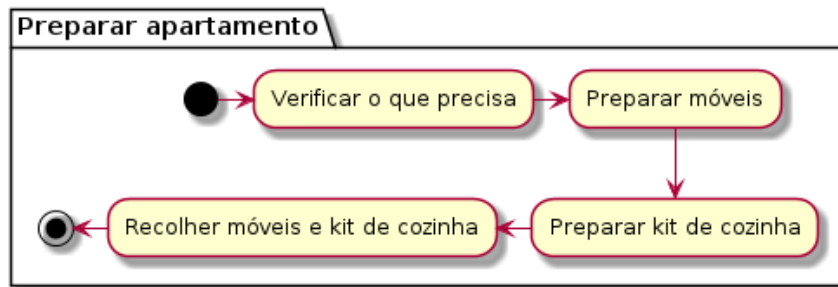 Preparar apartamento
Verificar o que precisa
Preparar móveis
Recolher móveis e kit de cozinha
Preparar kit de cozinha